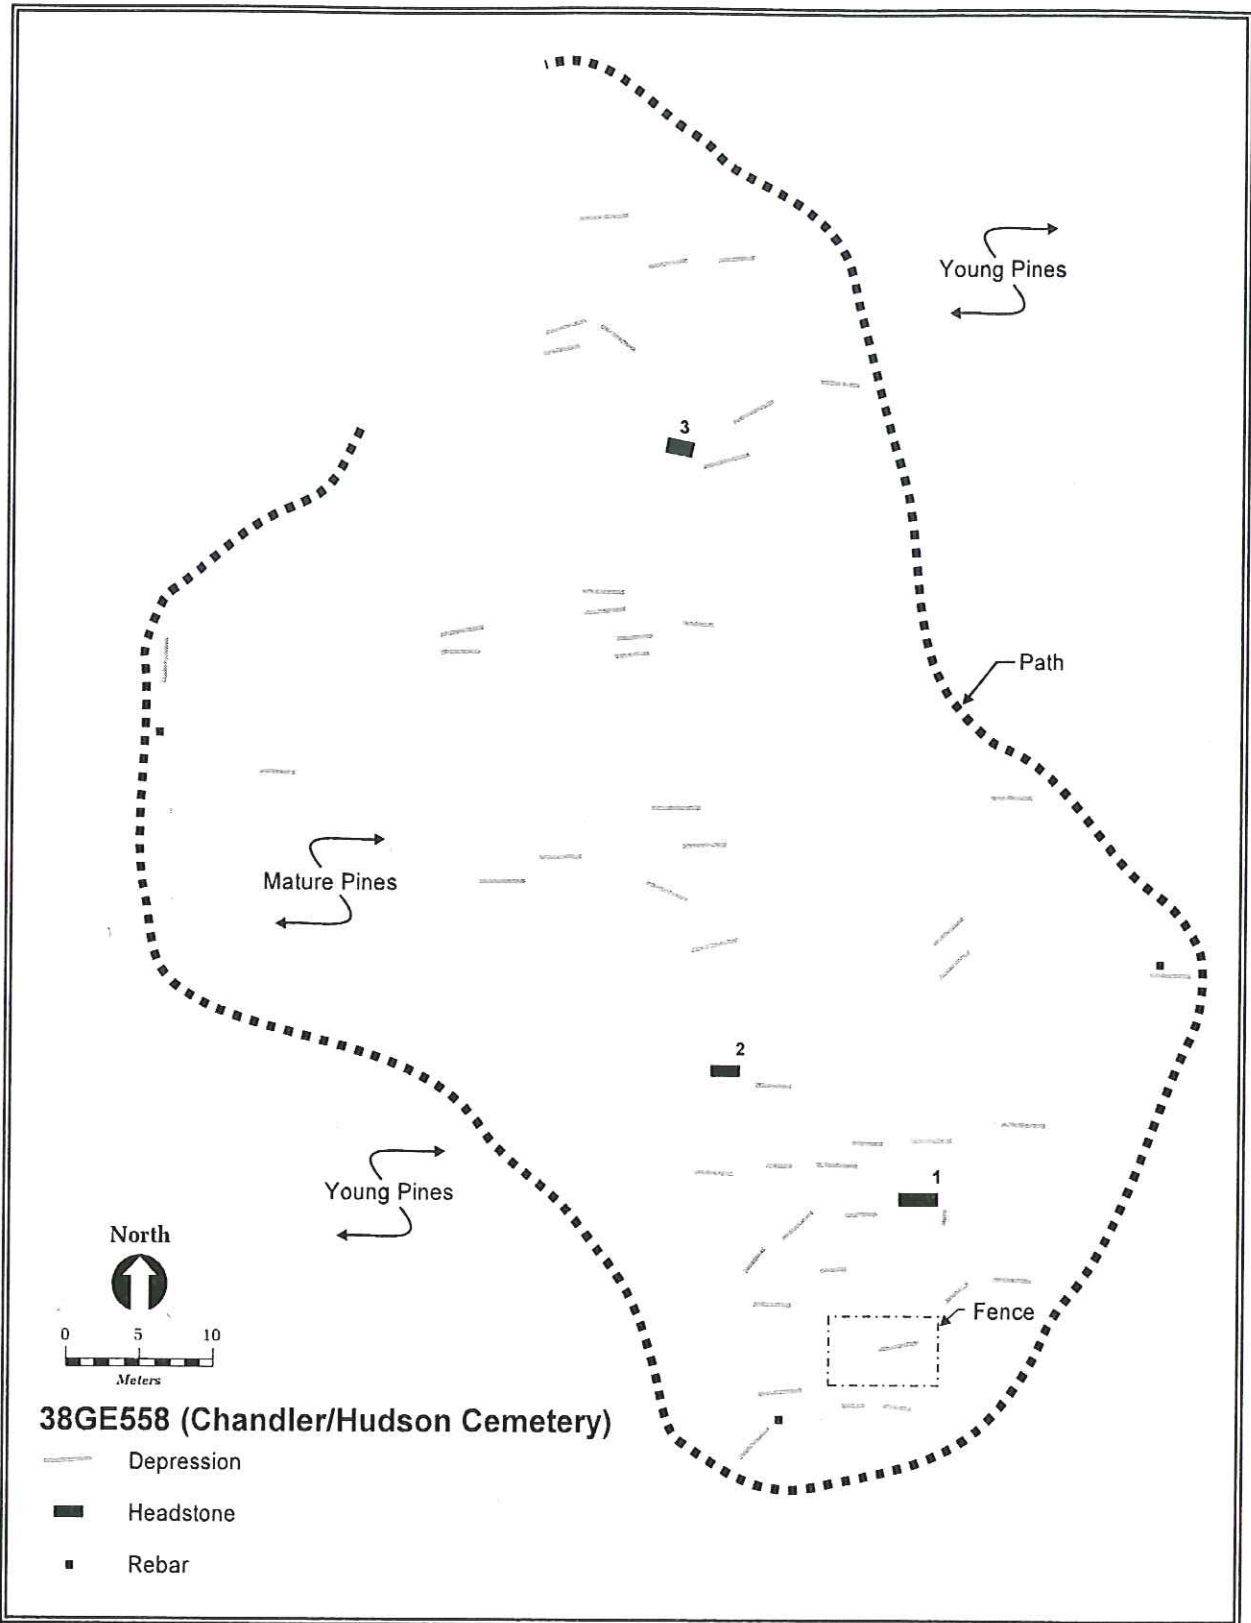 Young Pines
3
Path
Mature Pines
2
1
Young Pines
North
0 5 10
Meters
Fence
38GE558 (Chandler/Hudson Cemetery)
Depression
Headstone
Rebar